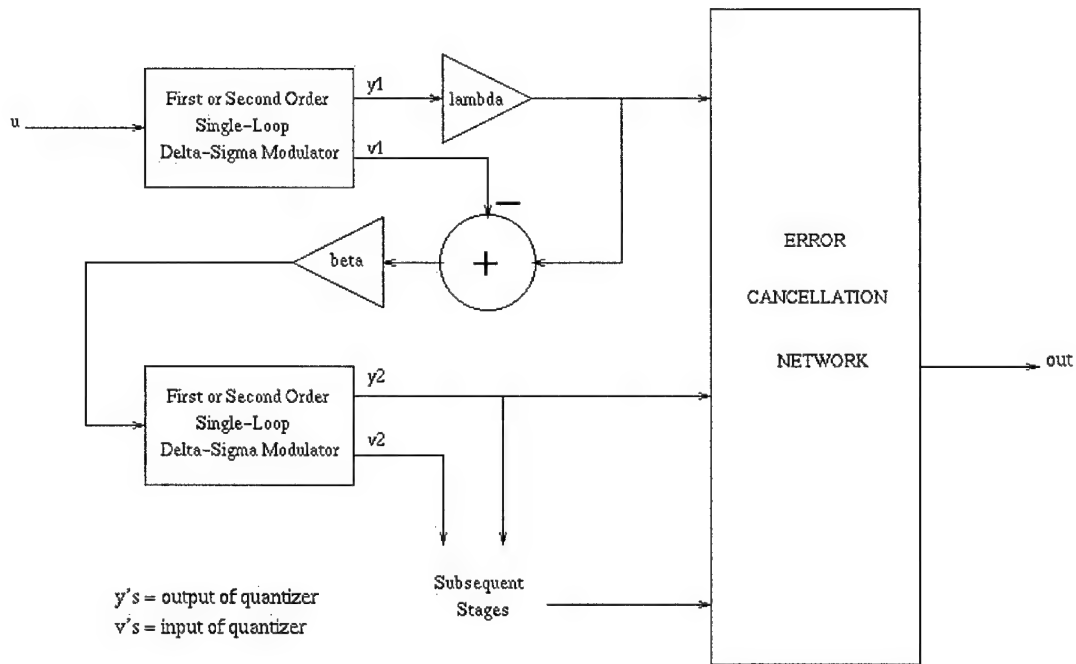 y1
lambda
u
First or Second Order
Single-Loop
Delta-Sigma Modulator
v1
−
+
beta
ERROR
CANCELLATION
NETWORK
out
y2
First or Second Order
Single-Loop
Delta-Sigma Modulator
v2
Subsequent
Stages
y's = output of quantizer
v's = input of quantizer